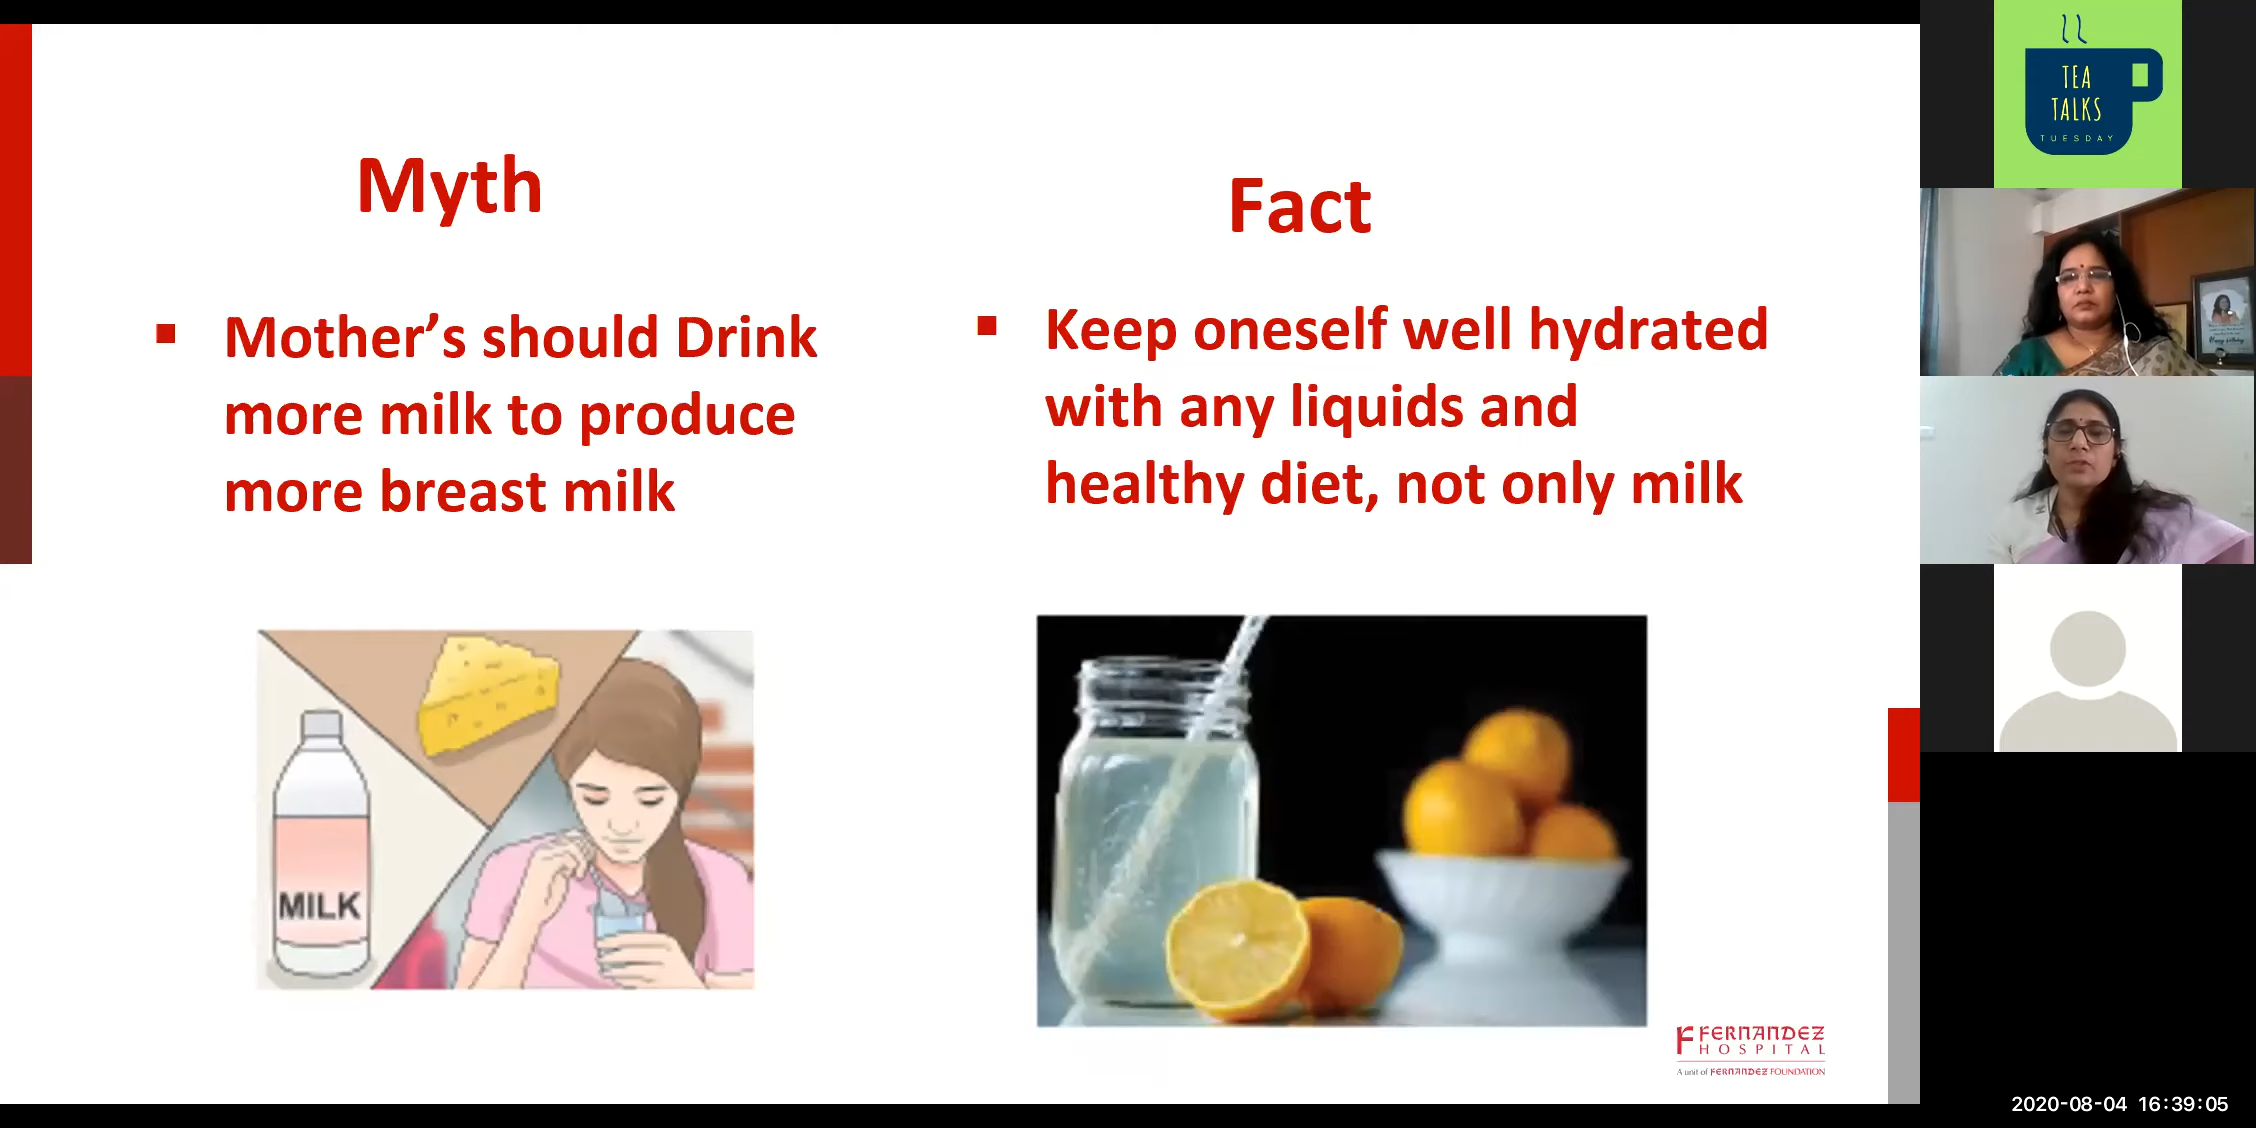 Myth
Mother's should Drink
more milk to produce
more breast milk
MILK
Fact
Keep oneself well hydrated
with any liquids and
healthy diet, not only milk
FERNANDEZ
HOSPITAL
A unit of FERNANDEZ FOUNDATION
TEA
TALKS
TUESDAY
2020-08-04 16:39:05